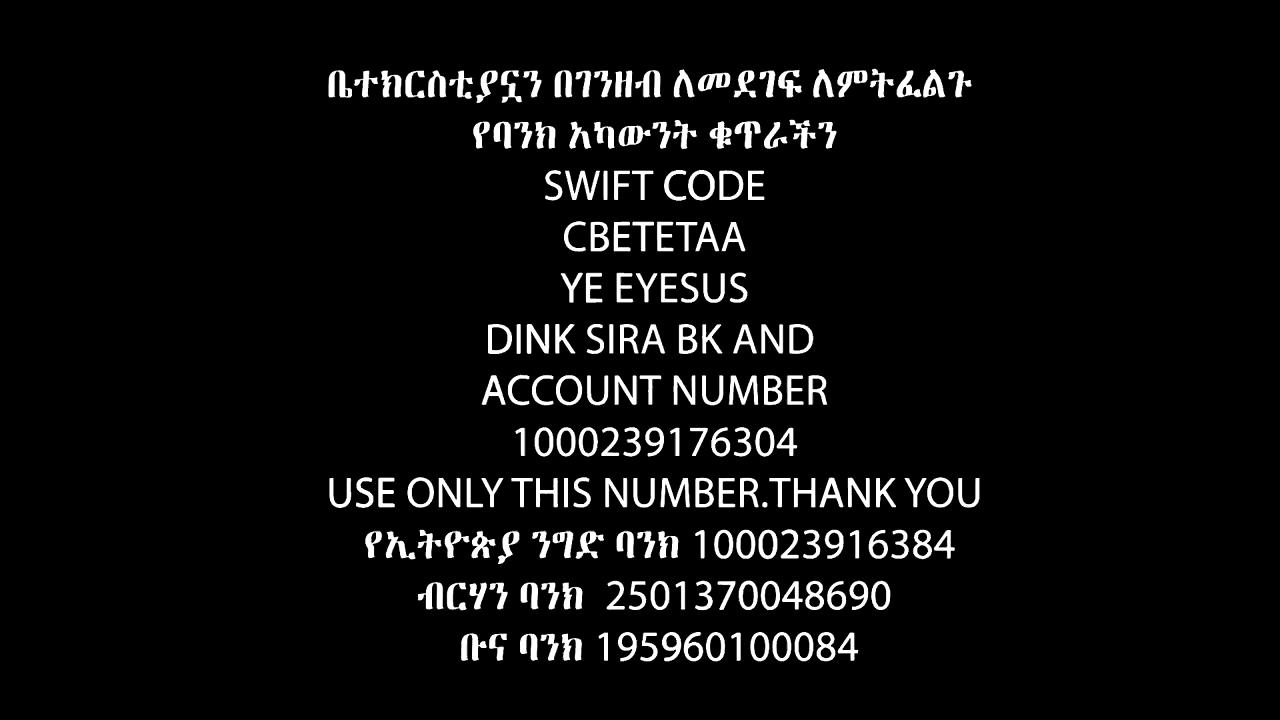 ቤተክርስቲያኗን በገንዘብ ለመደገፍ ለምትፈልጉ
የባንክ አካውንት ቁጥራችን
SWIFT CODE
CBETETAA
YE EYESUS
DINK SIRA BK AND
ACCOUNT NUMBER
1000239176304
USE ONLY THIS NUMBER.THANK YOU
የኢትዮጵያ ንግድ ባንክ 100023916384
ብርሃን ባንክ 2501370048690
ቡና ባንክ 195960100084